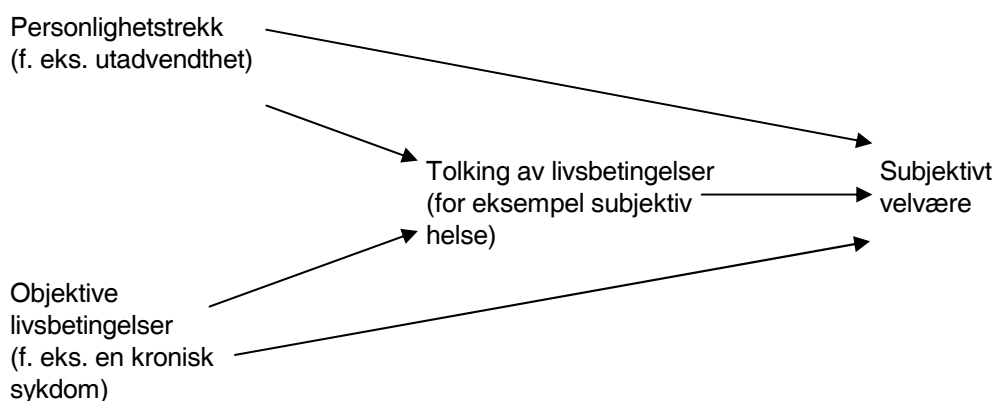 Personlighetstrekk
(f. eks. utadvendthet)
Tolking av livsbetingelser
(for eksempel subjektiv
helse)
Subjektivt
velvære
Objektive
livsbetingelser
(f. eks. en kronisk
sykdom)